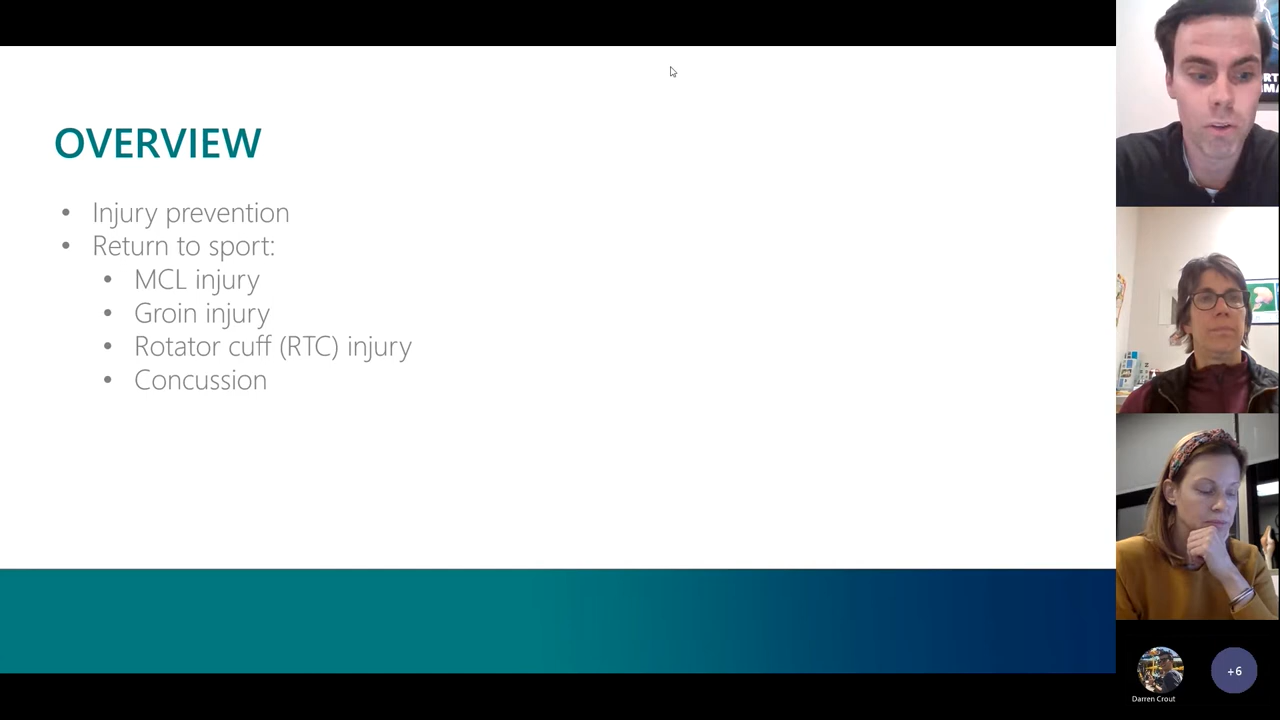 OVERVIEW
• Injury prevention
• Return to sport:
• MCL injury
• Groin injury
• Rotator cuff (RTC) injury
• Concussion
Darren Crout
+6